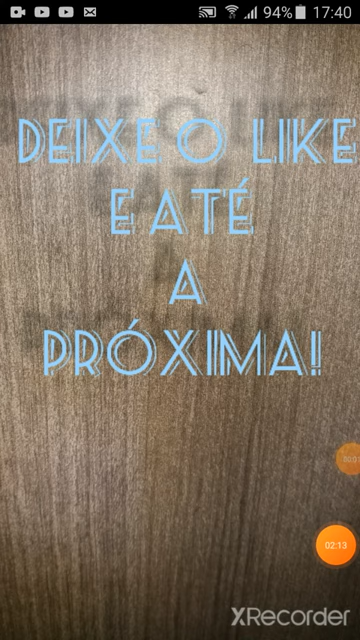 94% 17:40
DEIXE O LIKE
E ATÉ
A
PRÓXIMA!
02:13
XRecorder